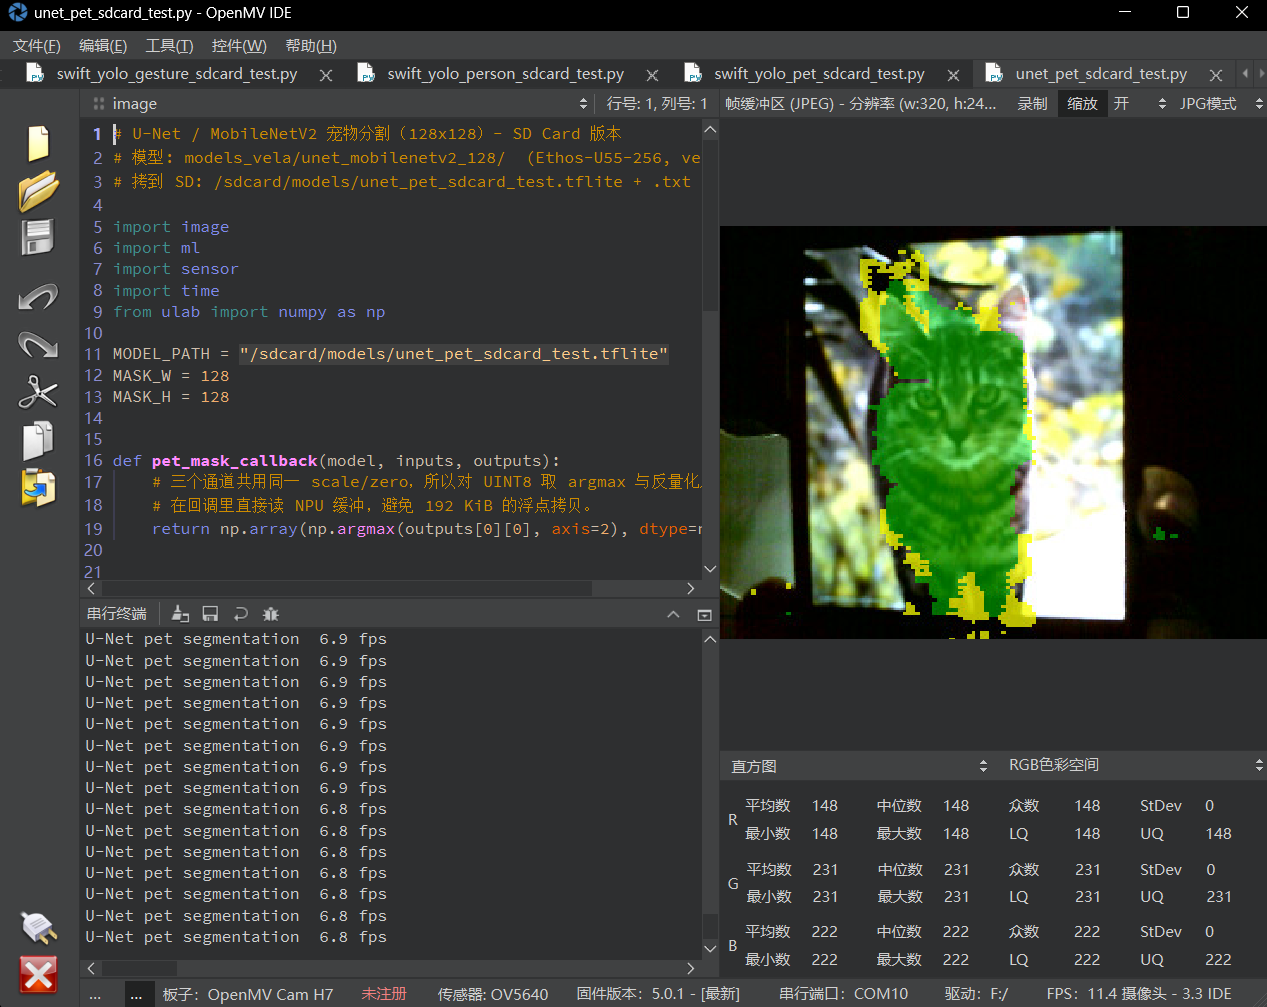 unet_pet_sdcard_test.py - OpenMV IDE
文件(F) 编辑(E) 工具(T) 控件(W) 帮助(H)
swift_yolo_gesture_sdcard_test.py swift_yolo_person_sdcard_test.py swift_yolo_pet_sdcard_test.py unet_pet_sdcard_test.py
image 行号: 1, 列号: 1 帧缓冲区 (JPEG) - 分辨率 (w:320, h:24... 录制 缩放 开 JPG模式
1 # U-Net / MobileNetV2 宠物分割（128x128）- SD Card 版本
2 # 模型: models_vela/unet_mobilenetv2_128/ (Ethos-U55-256, ve
3 # 拷到 SD: /sdcard/models/unet_pet_sdcard_test.tflite + .txt
4
5 import image
6 import ml
7 import sensor
8 import time
9 from ulab import numpy as np
10
11 MODEL_PATH = "/sdcard/models/unet_pet_sdcard_test.tflite"
12 MASK_W = 128
13 MASK_H = 128
14
15
16 def pet_mask_callback(model, inputs, outputs):
17 # 三个通道共用同一 scale/zero，所以对 UINT8 取 argmax 与反量化
18 # 在回调里直接读 NPU 缓冲，避免 192 KiB 的浮点拷贝。
19 return np.array(np.argmax(outputs[0][0], axis=2), dtype=n
20
21
串行终端
U-Net pet segmentation 6.9 fps
U-Net pet segmentation 6.9 fps
U-Net pet segmentation 6.9 fps
U-Net pet segmentation 6.9 fps
U-Net pet segmentation 6.9 fps
U-Net pet segmentation 6.9 fps
U-Net pet segmentation 6.9 fps
U-Net pet segmentation 6.9 fps
U-Net pet segmentation 6.8 fps
U-Net pet segmentation 6.8 fps
U-Net pet segmentation 6.8 fps
U-Net pet segmentation 6.8 fps
U-Net pet segmentation 6.8 fps
U-Net pet segmentation 6.8 fps
U-Net pet segmentation 6.8 fps
直方图 RGB色彩空间
R
平均数 148 中位数 148 众数 148 StDev 0
最小数 148 最大数 148 LQ 148 UQ 148
G
平均数 231 中位数 231 众数 231 StDev 0
最小数 231 最大数 231 LQ 231 UQ 231
B
平均数 222 中位数 222 众数 222 StDev 0
最小数 222 最大数 222 LQ 222 UQ 222
... ... 板子: OpenMV Cam H7 未注册 传感器: OV5640 固件版本: 5.0.1 - [最新] 串行端口: COM10 驱动: F:/ FPS: 11.4 摄像头 - 3.3 IDE